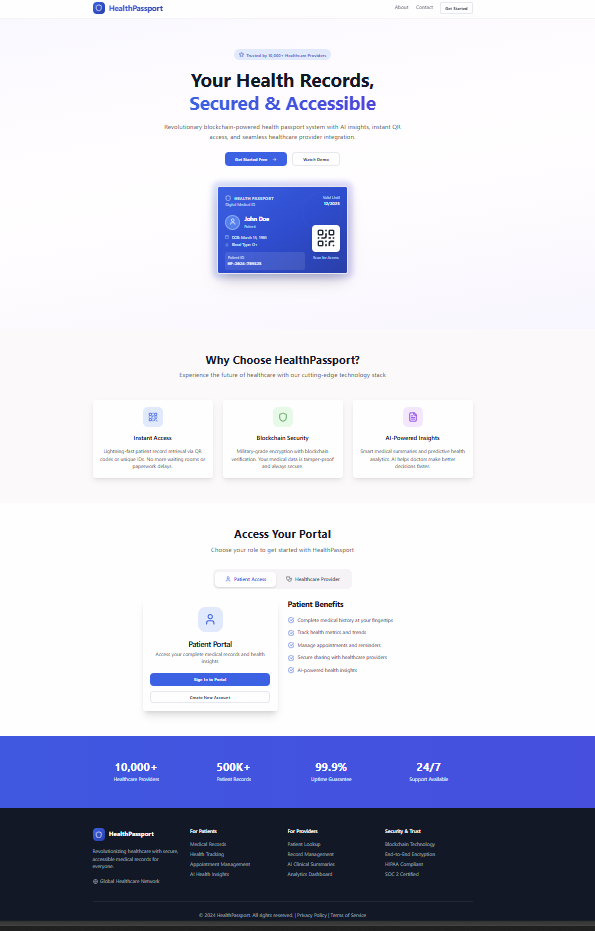 HealthPassport
About
Contact
Get Started
Trusted by 10,000+ Healthcare Providers
Your Health Records,
Secured & Accessible
Revolutionary blockchain-powered health passport system with AI insights, instant QR
access, and seamless healthcare provider integration.
Get Started Free →
Watch Demo
HEALTH PASSPORT
Digital Medical ID
Valid Until
12/2024
John Doe
Patient
DOB: March 15, 1985
Blood Type: O+
Patient ID
Scan for Access
Why Choose HealthPassport?
Experience the future of healthcare with our cutting-edge technology stack
Instant Access
Lightning-fast patient record retrieval via QR
codes or unique IDs. No more waiting rooms or
paperwork delays.
Blockchain Security
Military-grade encryption with blockchain
verification. Your medical data is tamper-proof
and always secure.
AI-Powered Insights
Smart medical summaries and predictive health
analytics. AI helps doctors make better
decisions faster.
Access Your Portal
Choose your role to get started with HealthPassport
Patient Access
Healthcare Provider
Patient Portal
Access your complete medical records and health
insights
Sign In to Portal
Create New Account
Patient Benefits
Complete medical history at your fingertips
Track health metrics and trends
Manage appointments and reminders
Secure sharing with healthcare providers
AI-powered health insights
10,000+
Healthcare Providers
500K+
Patient Records
99.9%
Uptime Guarantee
24/7
Support Available
HealthPassport
Revolutionizing healthcare with secure,
accessible medical records for
everyone.
Global Healthcare Network
For Patients
Medical Records
Health Tracking
Appointment Management
AI Health Insights
For Providers
Patient Lookup
Record Management
AI Clinical Summaries
Analytics Dashboard
Security & Trust
Blockchain Technology
End-to-End Encryption
HIPAA Compliant
SOC 2 Certified
© 2024 HealthPassport. All rights reserved. | Privacy Policy | Terms of Service